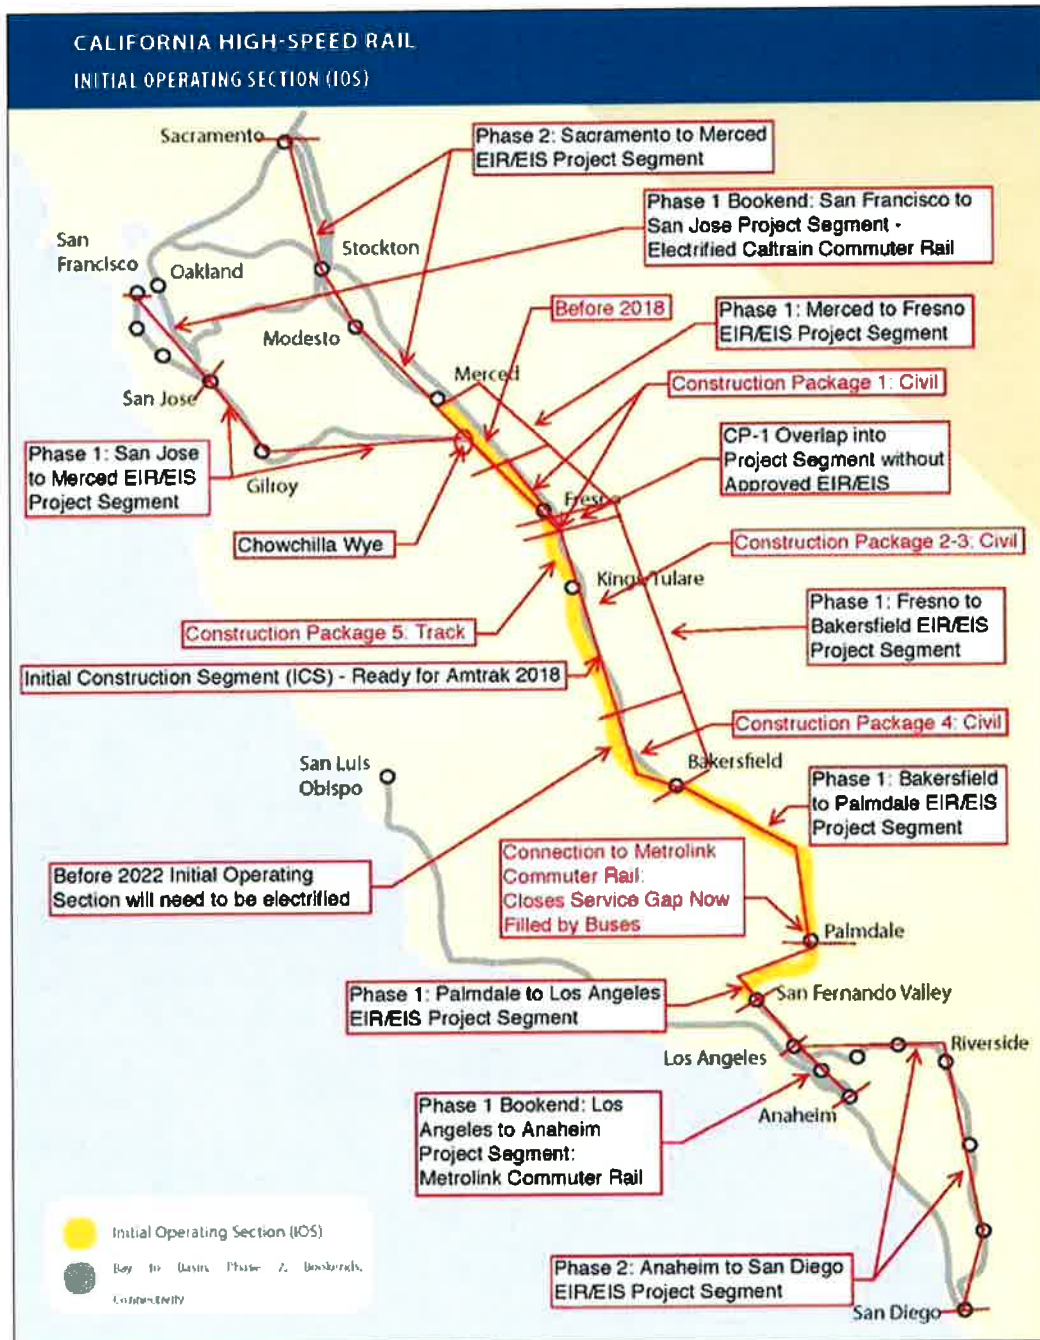 CALIFORNIA HIGH-SPEED RAIL
INITIAL OPERATING SECTION (IOS)
Sacramento
Phase 2: Sacramento to Merced
EIR/EIS Project Segment
Phase 1 Bookend: San Francisco to
San Jose Project Segment -
Electrified Caltrain Commuter Rail
San
Francisco
Oakland
Stockton
Before 2018
Phase 1: Merced to Fresno
EIR/EIS Project Segment
Modesto
Merced
Construction Package 1: Civil
San Jose
CP-1 Overlap into
Project Segment without
Approved EIR/EIS
Phase 1: San Jose
to Merced EIR/EIS
Project Segment
Gilroy
Fresno
Chowchilla Wye
Construction Package 2-3: Civil
Kings/Tulare
Phase 1: Fresno to
Bakersfield EIR/EIS
Project Segment
Construction Package 5: Track
Initial Construction Segment (ICS) - Ready for Amtrak 2018
Construction Package 4: Civil
San Luis
Obispo
Bakersfield
Phase 1: Bakersfield
to Palmdale EIR/EIS
Project Segment
Before 2022 Initial Operating
Section will need to be electrified
Connection to Metrolink
Commuter Rail:
Closes Service Gap Now
Filled by Buses
Palmdale
Phase 1: Palmdale to Los Angeles
EIR/EIS Project Segment
San Fernando Valley
Los Angeles
Riverside
Phase 1 Bookend: Los
Angeles to Anaheim
Project Segment:
Metrolink Commuter Rail
Anaheim
Initial Operating Section (IOS)
Bay to Basin, Phase 2, Bookends,
Connectivity
Phase 2: Anaheim to San Diego
EIR/EIS Project Segment
San Diego